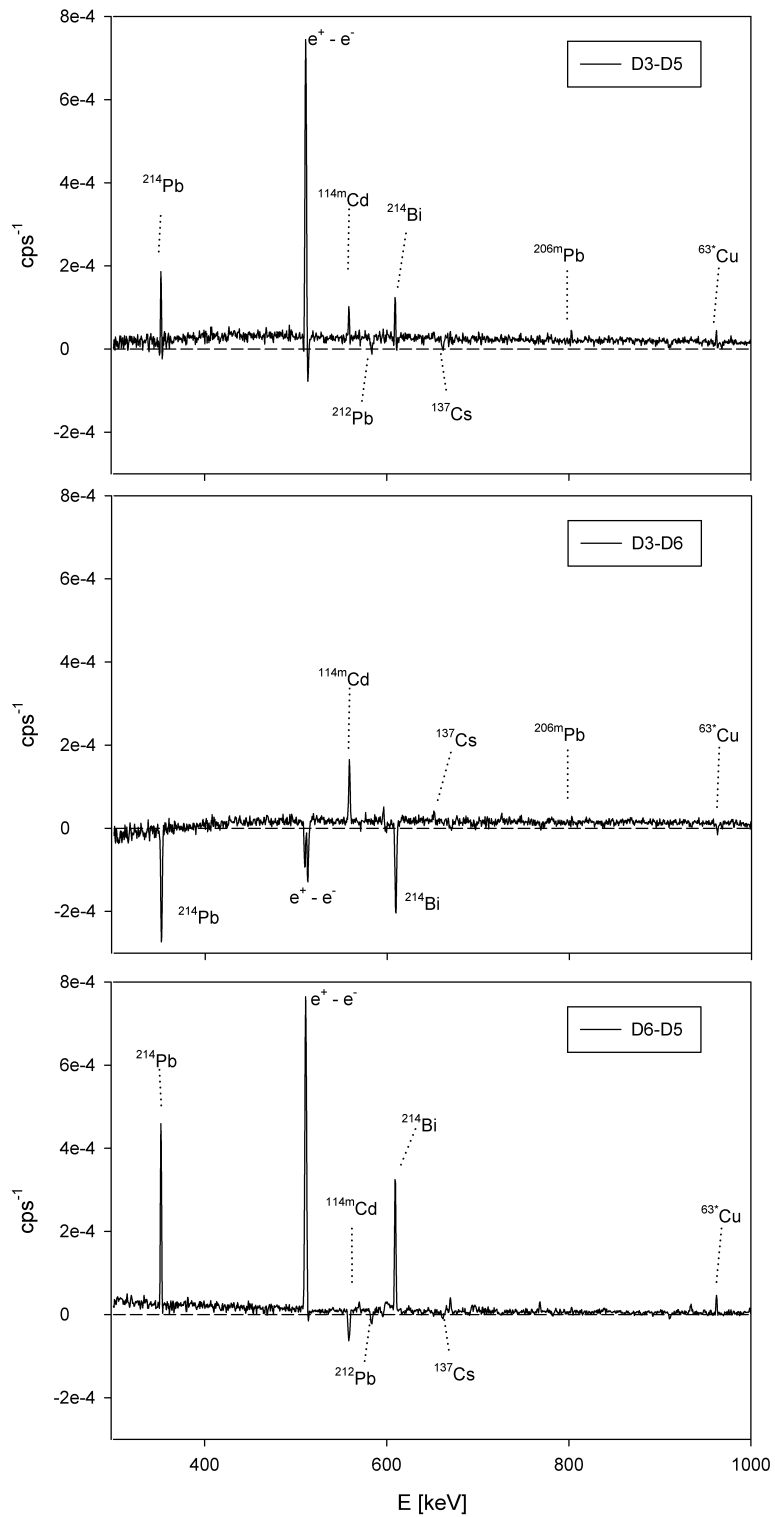 8e-4
e⁺ - e⁻
D3-D5
6e-4
²¹⁴Pb
4e-4
¹¹⁴ᵐCd
²¹⁴Bi
cps⁻¹
2e-4
²⁰⁶ᵐPb
⁶³*Cu
0
²¹²Pb
¹³⁷Cs
-2e-4
8e-4
D3-D6
6e-4
4e-4
¹¹⁴ᵐCd
cps⁻¹
2e-4
¹³⁷Cs
²⁰⁶ᵐPb
⁶³*Cu
0
e⁺ - e⁻
²¹⁴Bi
-2e-4
²¹⁴Pb
8e-4
e⁺ - e⁻
D6-D5
²¹⁴Pb
6e-4
²¹⁴Bi
4e-4
cps⁻¹
¹¹⁴ᵐCd
⁶³*Cu
2e-4
0
²¹²Pb
¹³⁷Cs
-2e-4
400 600 800 1000
E [keV]